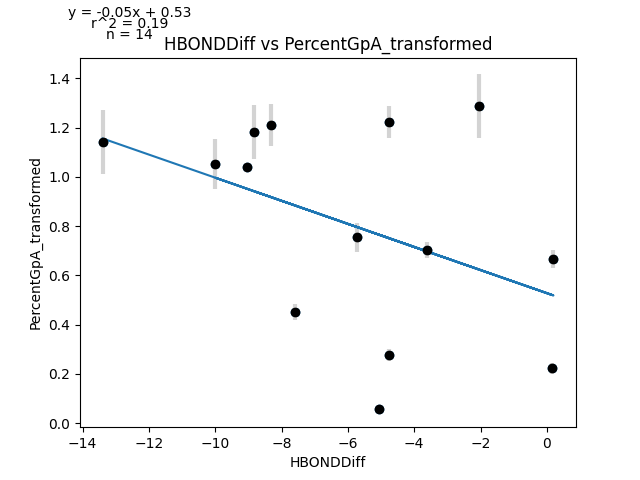 y = -0.05x + 0.53
r^2 = 0.19
n = 14
HBONDDiff vs PercentGpA_transformed
PercentGpA_transformed
1.4
1.2
1.0
0.8
0.6
0.4
0.2
0.0
−14 −12 −10 −8 −6 −4 −2 0
HBONDDiff